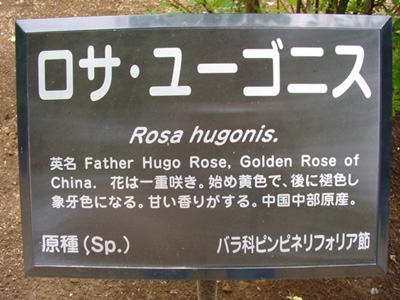 ロサ・ユーゴニス
Rosa hugonis.
英名 Father Hugo Rose, Golden Rose of
China. 花は一重咲き。始め黄色で、後に褪色し
象牙色になる。甘い香りがする。中国中部原産。
原種(Sp.) バラ科ピンピネリフォリア節